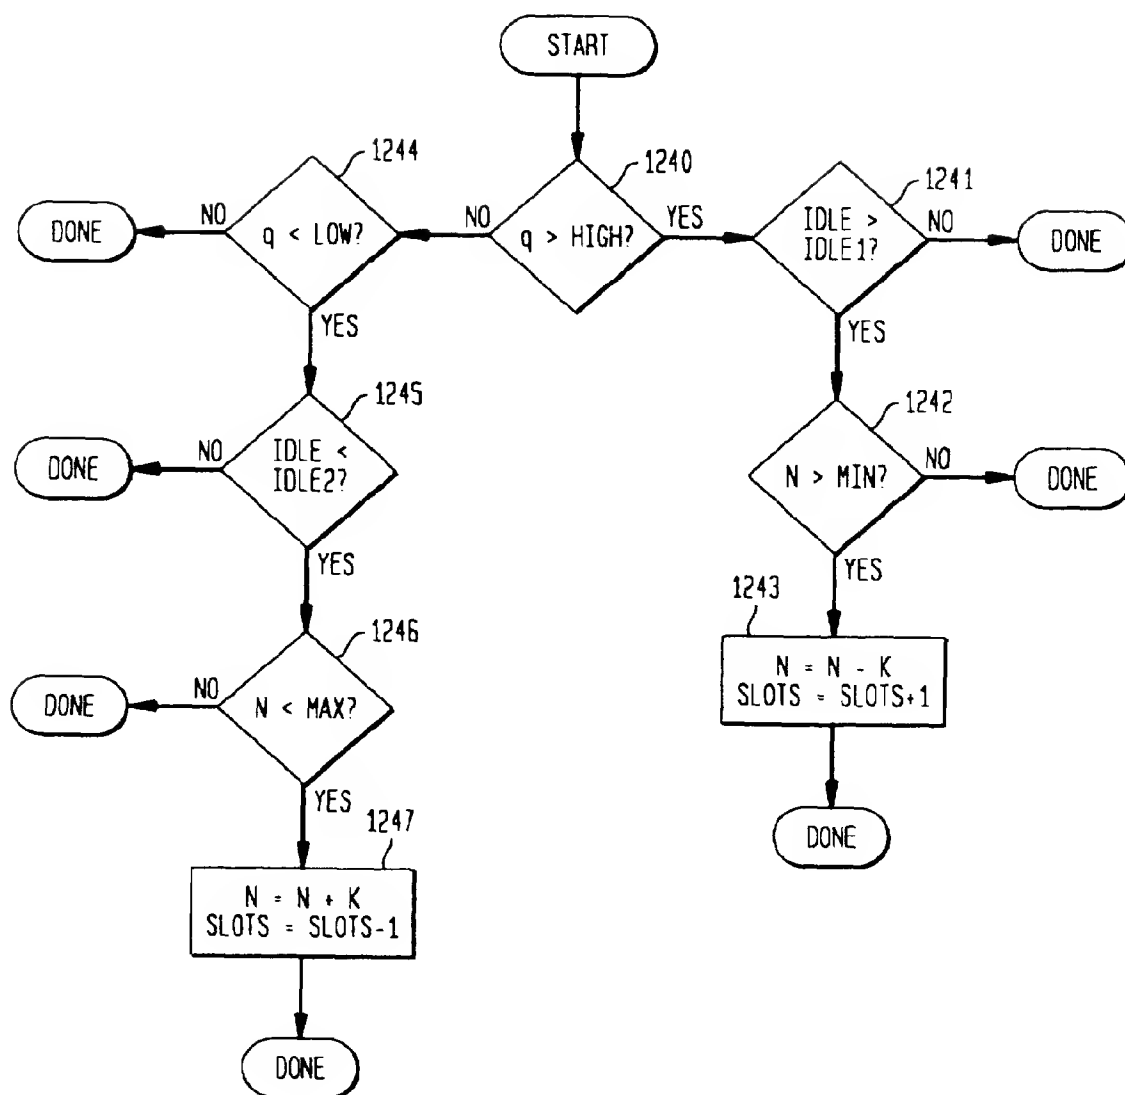 START
1244
1240
1241
DONE
NO
q < LOW?
NO
q > HIGH?
YES
IDLE >
IDLE1?
NO
DONE
YES
YES
1245
1242
DONE
NO
IDLE <
IDLE2?
N > MIN?
NO
DONE
YES
YES
1243
1246
N = N - K
SLOTS = SLOTS+1
DONE
NO
N < MAX?
YES
1247
DONE
N = N + K
SLOTS = SLOTS-1
DONE